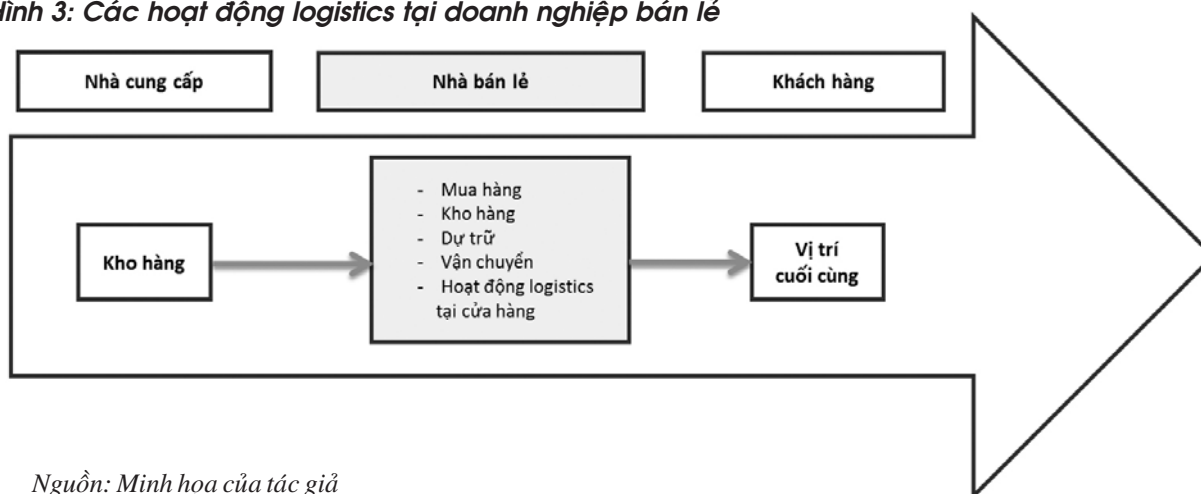 Hình 3: Các hoạt động logistics tại doanh nghiệp bán lẻ
Nhà cung cấp
Nhà bán lẻ
Khách hàng
Kho hàng
- Mua hàng
- Kho hàng
- Dự trữ
- Vận chuyển
- Hoạt động logistics
tại cửa hàng
Vị trí
cuối cùng
Nguồn: Minh hoa của tác giả